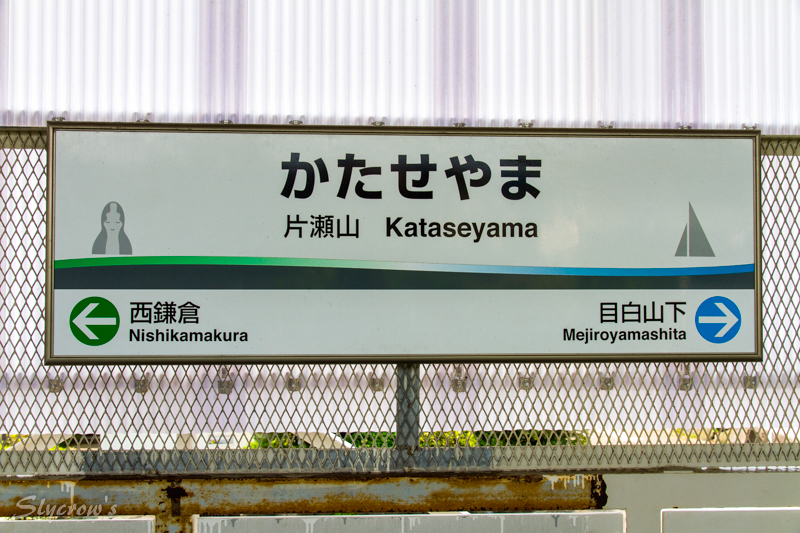 かたせやま
片瀬山 Kataseyama
西鎌倉
Nishikamakura
目白山下
Mejiroyamashita
Slycrow's